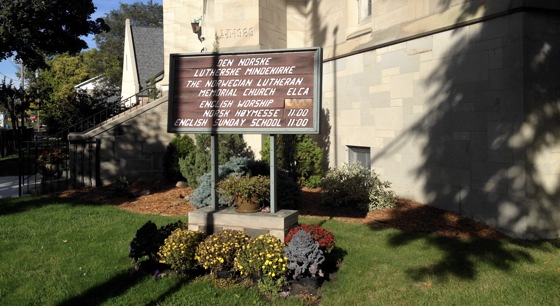 DEN NORSKE
LUTHERSKE MINDEKIRKE
THE NORWEGIAN LUTHERAN
MEMORIAL CHURCH ELCA
ENGLISH WORSHIP
NORSK HØYMESSE 11:00
ENGLISH SUNDAY SCHOOL 11:00